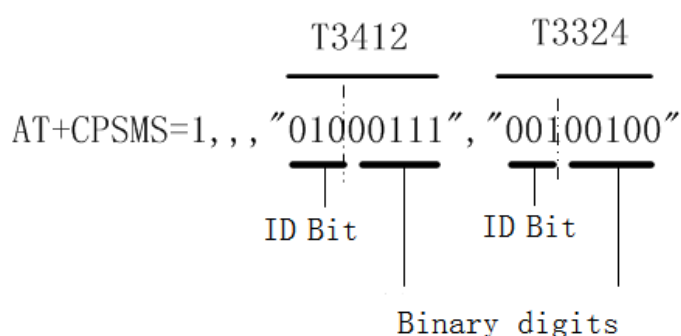 T3412 T3324
AT+CPSMS=1,,,"01000111","00100100"
ID Bit ID Bit
Binary digits